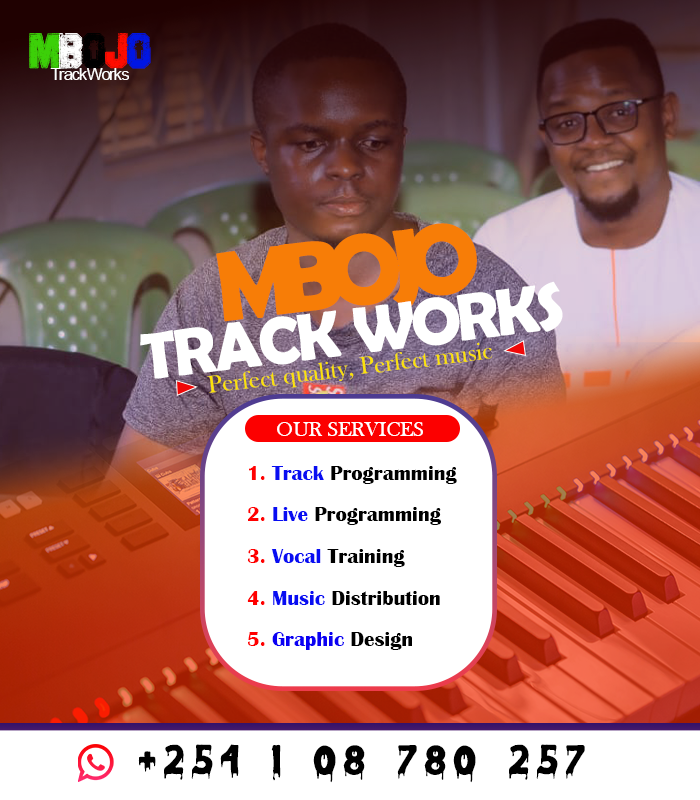 MBOJO
TrackWorks
MBOJO
TRACK WORKS
Perfect quality, Perfect music
OUR SERVICES
1. Track Programming
2. Live Programming
3. Vocal Training
4. Music Distribution
5. Graphic Design
+254 1 08 780 257